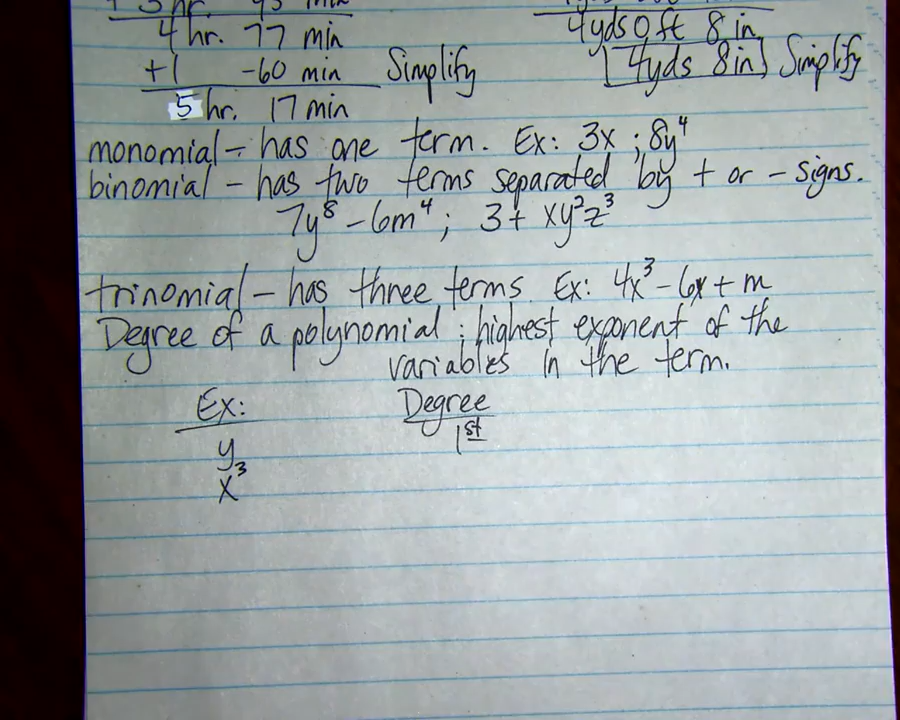 4 hr. 77 min
4yds 0 ft 8 in
+1 -60 min Simplify
4yds 8in Simplify
5 hr. 17 min
monomial - has one term. Ex: 3x ; 8y⁴
binomial - has two terms separated by + or - signs.
7y⁸ - 6m⁴ ; 3 + xy²z³
trinomial - has three terms. Ex: 4x³ - 6x + m
Degree of a polynomial : highest exponent of the
variables in the term.
Ex: Degree
y 1st
x³